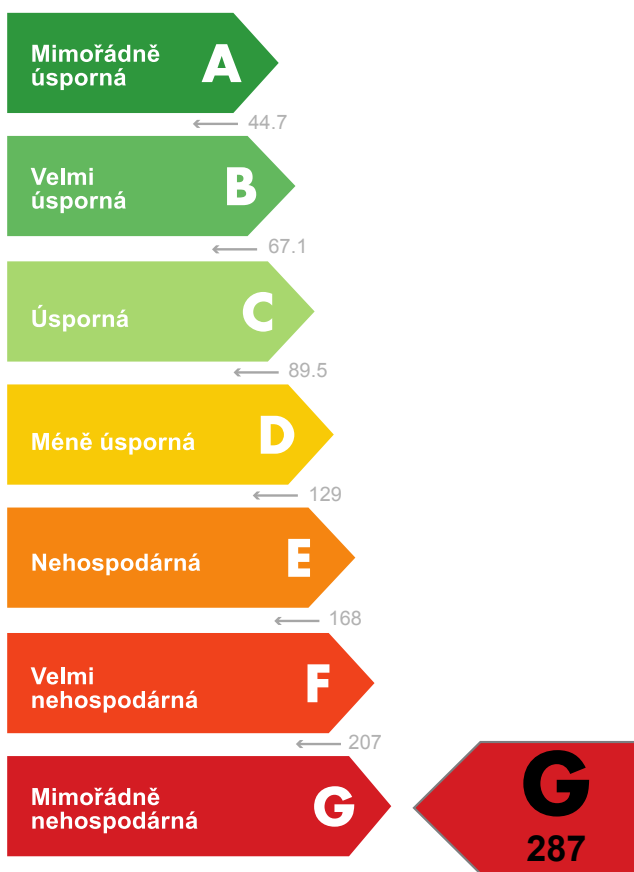 Mimořádně
úsporná
A
44.7
Velmi
úsporná
B
67.1
Úsporná
C
89.5
Méně úsporná
D
129
Nehospodárná
E
168
Velmi
nehospodárná
F
207
Mimořádně
nehospodárná
G
G
287